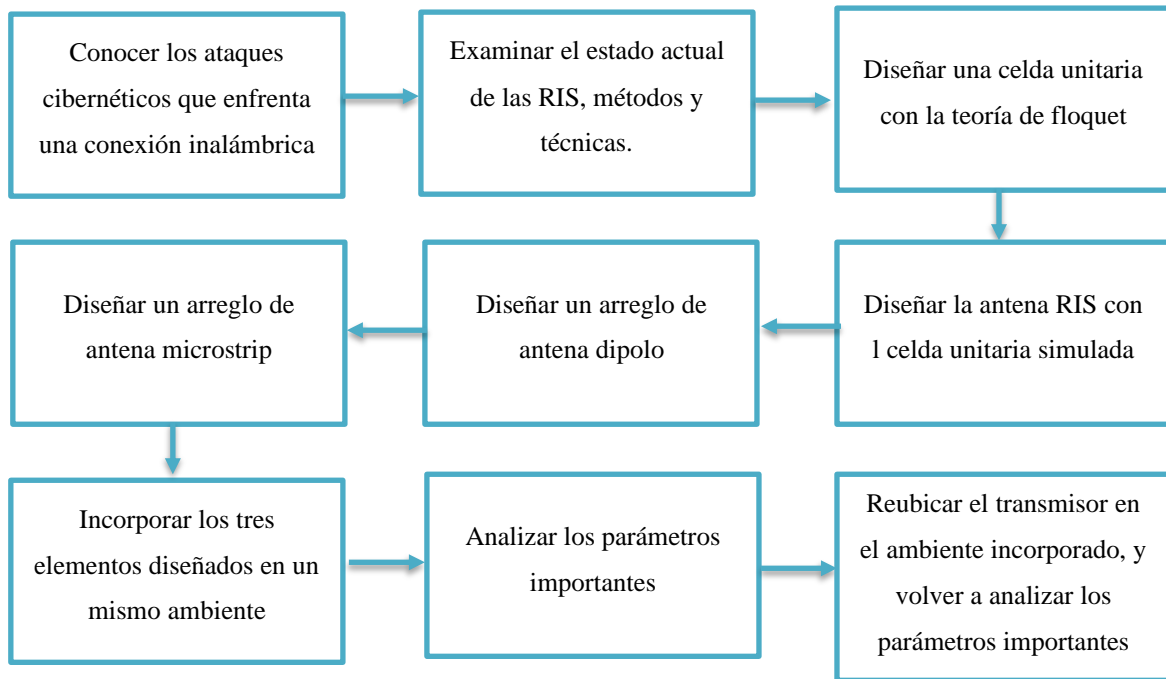 Conocer los ataques
cibernéticos que enfrenta
una conexión inalámbrica
Examinar el estado actual
de las RIS, métodos y
técnicas.
Diseñar una celda unitaria
con la teoría de floquet
Diseñar la antena RIS con
l celda unitaria simulada
Diseñar un arreglo de
antena dipolo
Diseñar un arreglo de
antena microstrip
Incorporar los tres
elementos diseñados en un
mismo ambiente
Analizar los parámetros
importantes
Reubicar el transmisor en
el ambiente incorporado, y
volver a analizar los
parámetros importantes